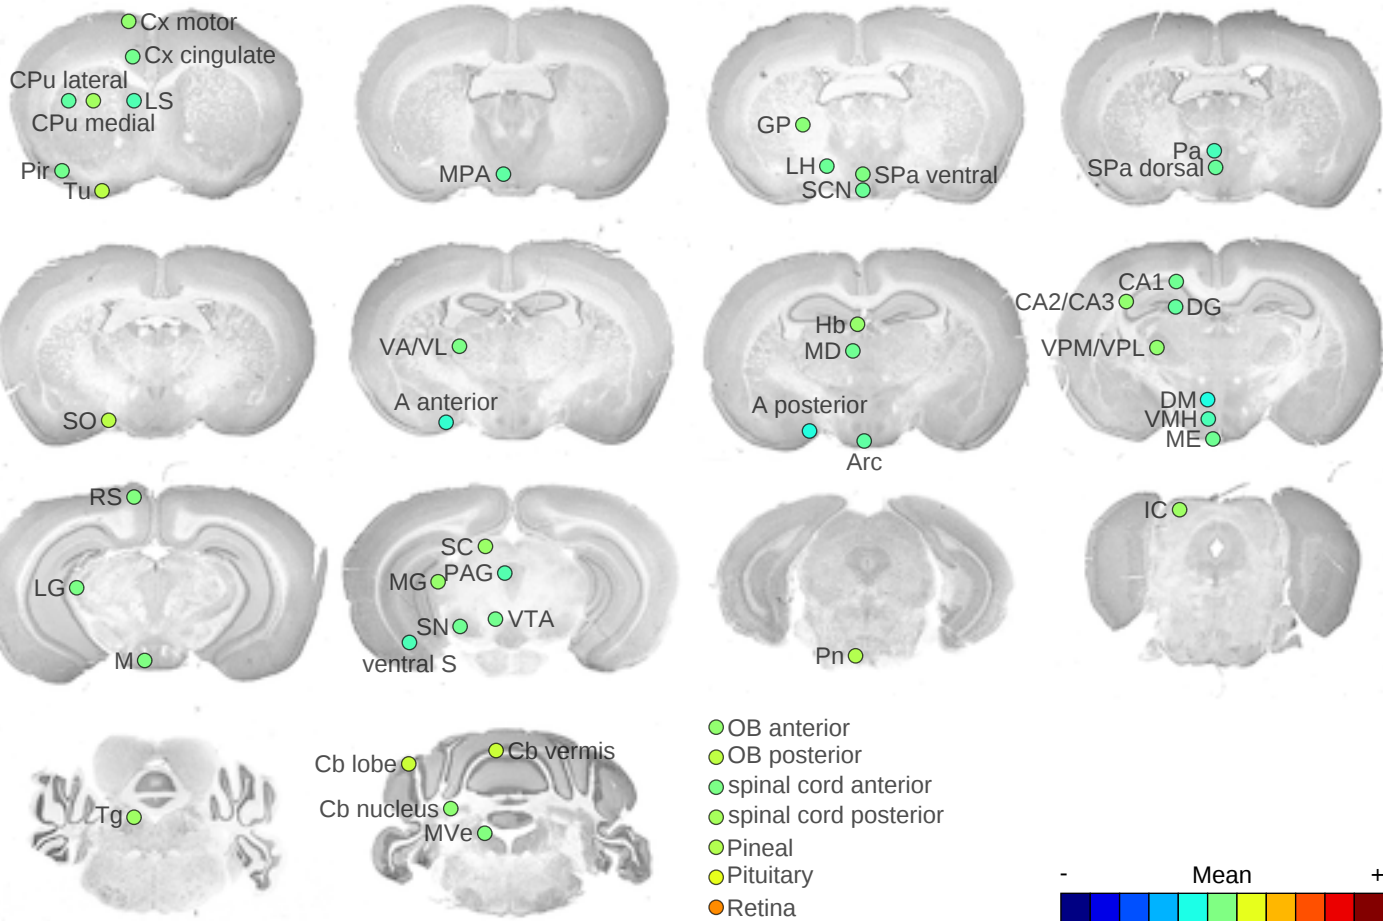 Cx motor
Cx cingulate
CPu lateral
LS
CPu medial
Pir
Tu
MPA
GP
LH
SPa ventral
SCN
Pa
SPa dorsal
SO
VA/VL
A anterior
Hb
MD
A posterior
Arc
CA1
CA2/CA3
DG
VPM/VPL
DM
VMH
ME
RS
LG
M
SC
MG
PAG
SN
VTA
ventral S
Pn
IC
Tg
Cb lobe
Cb vermis
Cb nucleus
MVe
OB anterior
OB posterior
spinal cord anterior
spinal cord posterior
Pineal
Pituitary
Retina
- Mean +